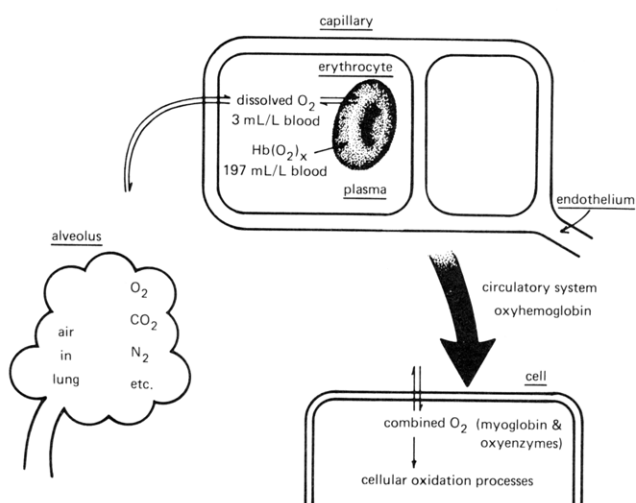 capillary
erythrocyte
dissolved O₂
3 mL/L blood
Hb(O₂)ₓ
197 mL/L blood
plasma
endothelium
alveolus
O₂
CO₂
N₂
etc.
air
in
lung
circulatory system
oxyhemoglobin
cell
combined O₂ (myoglobin &
oxyenzymes)
cellular oxidation processes